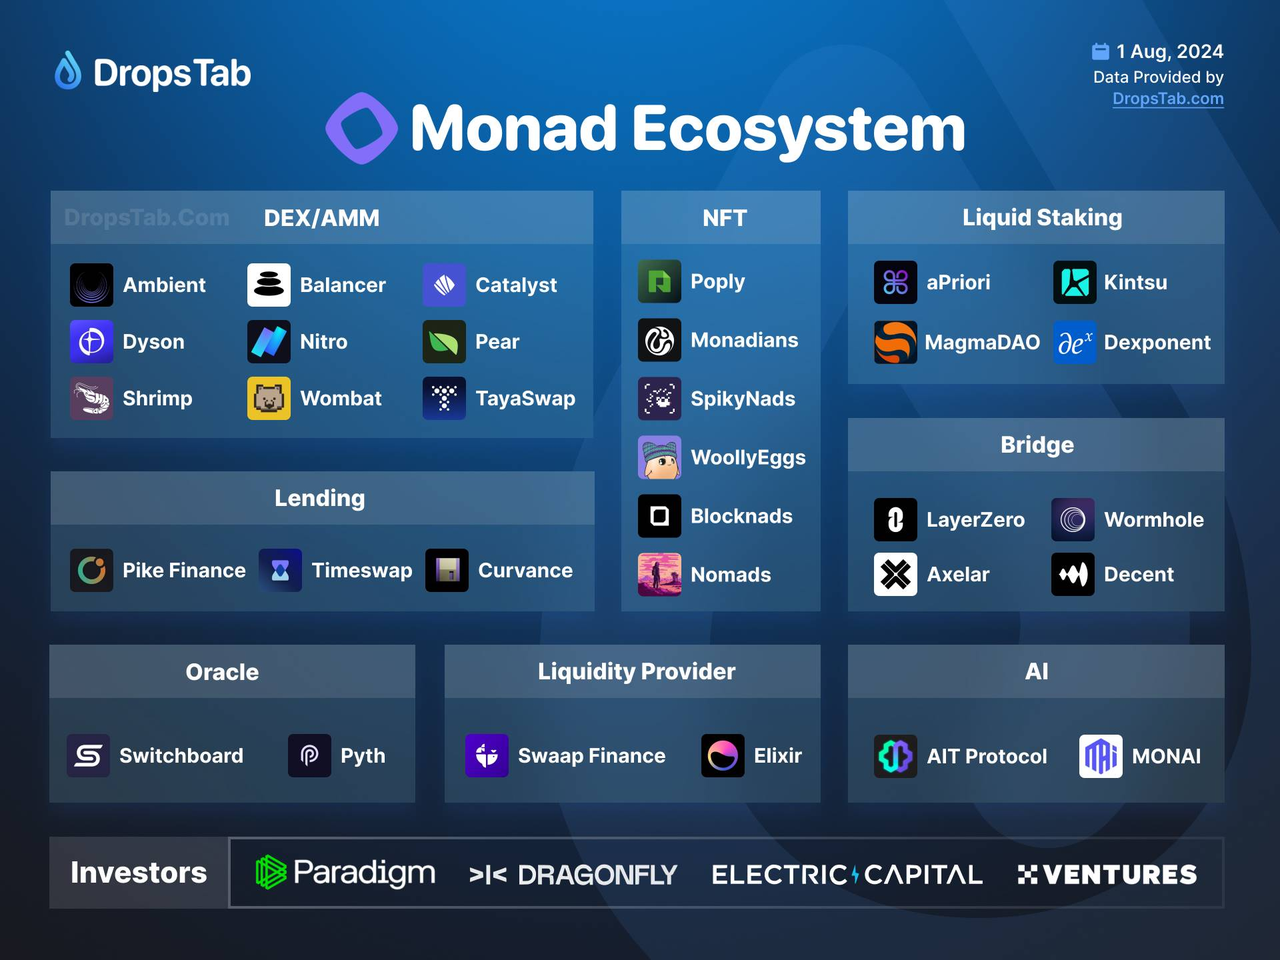 DropsTab
1 Aug, 2024
Data Provided by
DropsTab.com
Monad Ecosystem
DropsTab.Com
DEX/AMM
Ambient
Balancer
Catalyst
Dyson
Nitro
Pear
Shrimp
Wombat
TayaSwap
NFT
Poply
Monadians
SpikyNads
WoollyEggs
Blocknads
Nomads
Liquid Staking
aPriori
Kintsu
MagmaDAO
∂eˣ Dexponent
Lending
Pike Finance
Timeswap
Curvance
Bridge
LayerZero
Wormhole
Axelar
Decent
Oracle
Switchboard
Pyth
Liquidity Provider
Swaap Finance
Elixir
AI
AIT Protocol
MONAI
Investors
Paradigm
DRAGONFLY
ELECTRIC CAPITAL
VENTURES